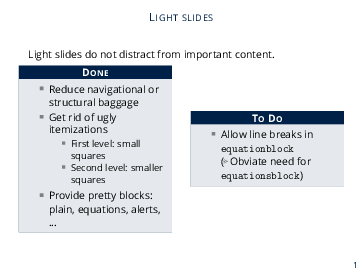 LIGHT SLIDES
Light slides do not distract from important content.
DONE
Reduce navigational or
structural baggage
Get rid of ugly
itemizations
First level: small
squares
Second level: smaller
squares
Provide pretty blocks:
plain, equations, alerts,
...
TO DO
Allow line breaks in
equationblock
(▹ Obviate need for
equationsblock)
1